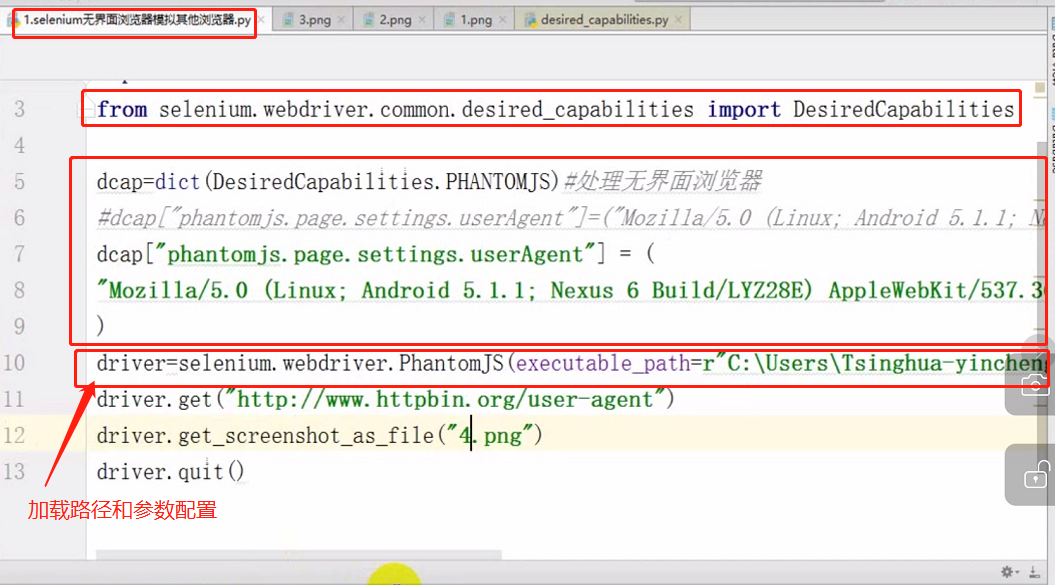 1.selenium无界面浏览器模拟其他浏览器.py 3.png 2.png 1.png desired_capabilities.py
3 from selenium.webdriver.common.desired_capabilities import DesiredCapabilities
4
5 dcap=dict(DesiredCapabilities.PHANTOMJS)#处理无界面浏览器
6 #dcap["phantomjs.page.settings.userAgent"]=("Mozilla/5.0 (Linux; Android 5.1.1;
7 dcap["phantomjs.page.settings.userAgent"] = (
8 "Mozilla/5.0 (Linux; Android 5.1.1; Nexus 6 Build/LYZ28E) AppleWebKit/537.3
9 )
10 driver=selenium.webdriver.PhantomJS(executable_path=r"C:\Users\Tsinghua-yincheng
11 driver.get("http://www.httpbin.org/user-agent")
12 driver.get_screenshot_as_file("4.png")
13 driver.quit()
加载路径和参数配置